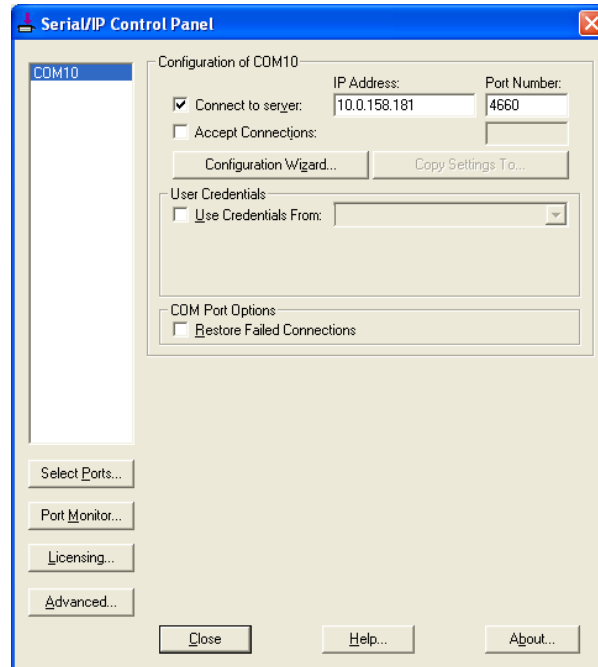 Serial/IP Control Panel
COM10
Configuration of COM10
IP Address: Port Number:
Connect to server: 10.0.158.181 4660
Accept Connections:
Configuration Wizard... Copy Settings To...
User Credentials
Use Credentials From:
COM Port Options
Restore Failed Connections
Select Ports...
Port Monitor...
Licensing...
Advanced...
Close Help... About...